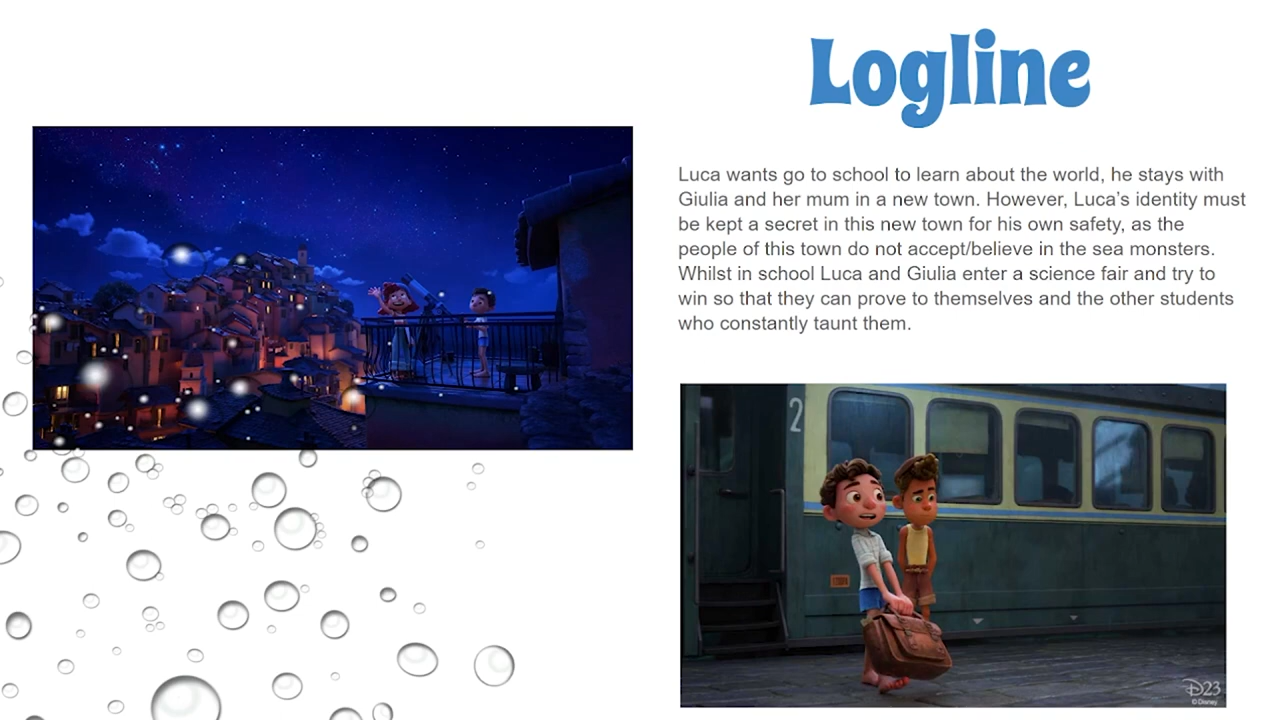 Logline
Luca wants go to school to learn about the world, he stays with
Giulia and her mum in a new town. However, Luca’s identity must
be kept a secret in this new town for his own safety, as the
people of this town do not accept/believe in the sea monsters.
Whilst in school Luca and Giulia enter a science fair and try to
win so that they can prove to themselves and the other students
who constantly taunt them.
2
D23
© Disney